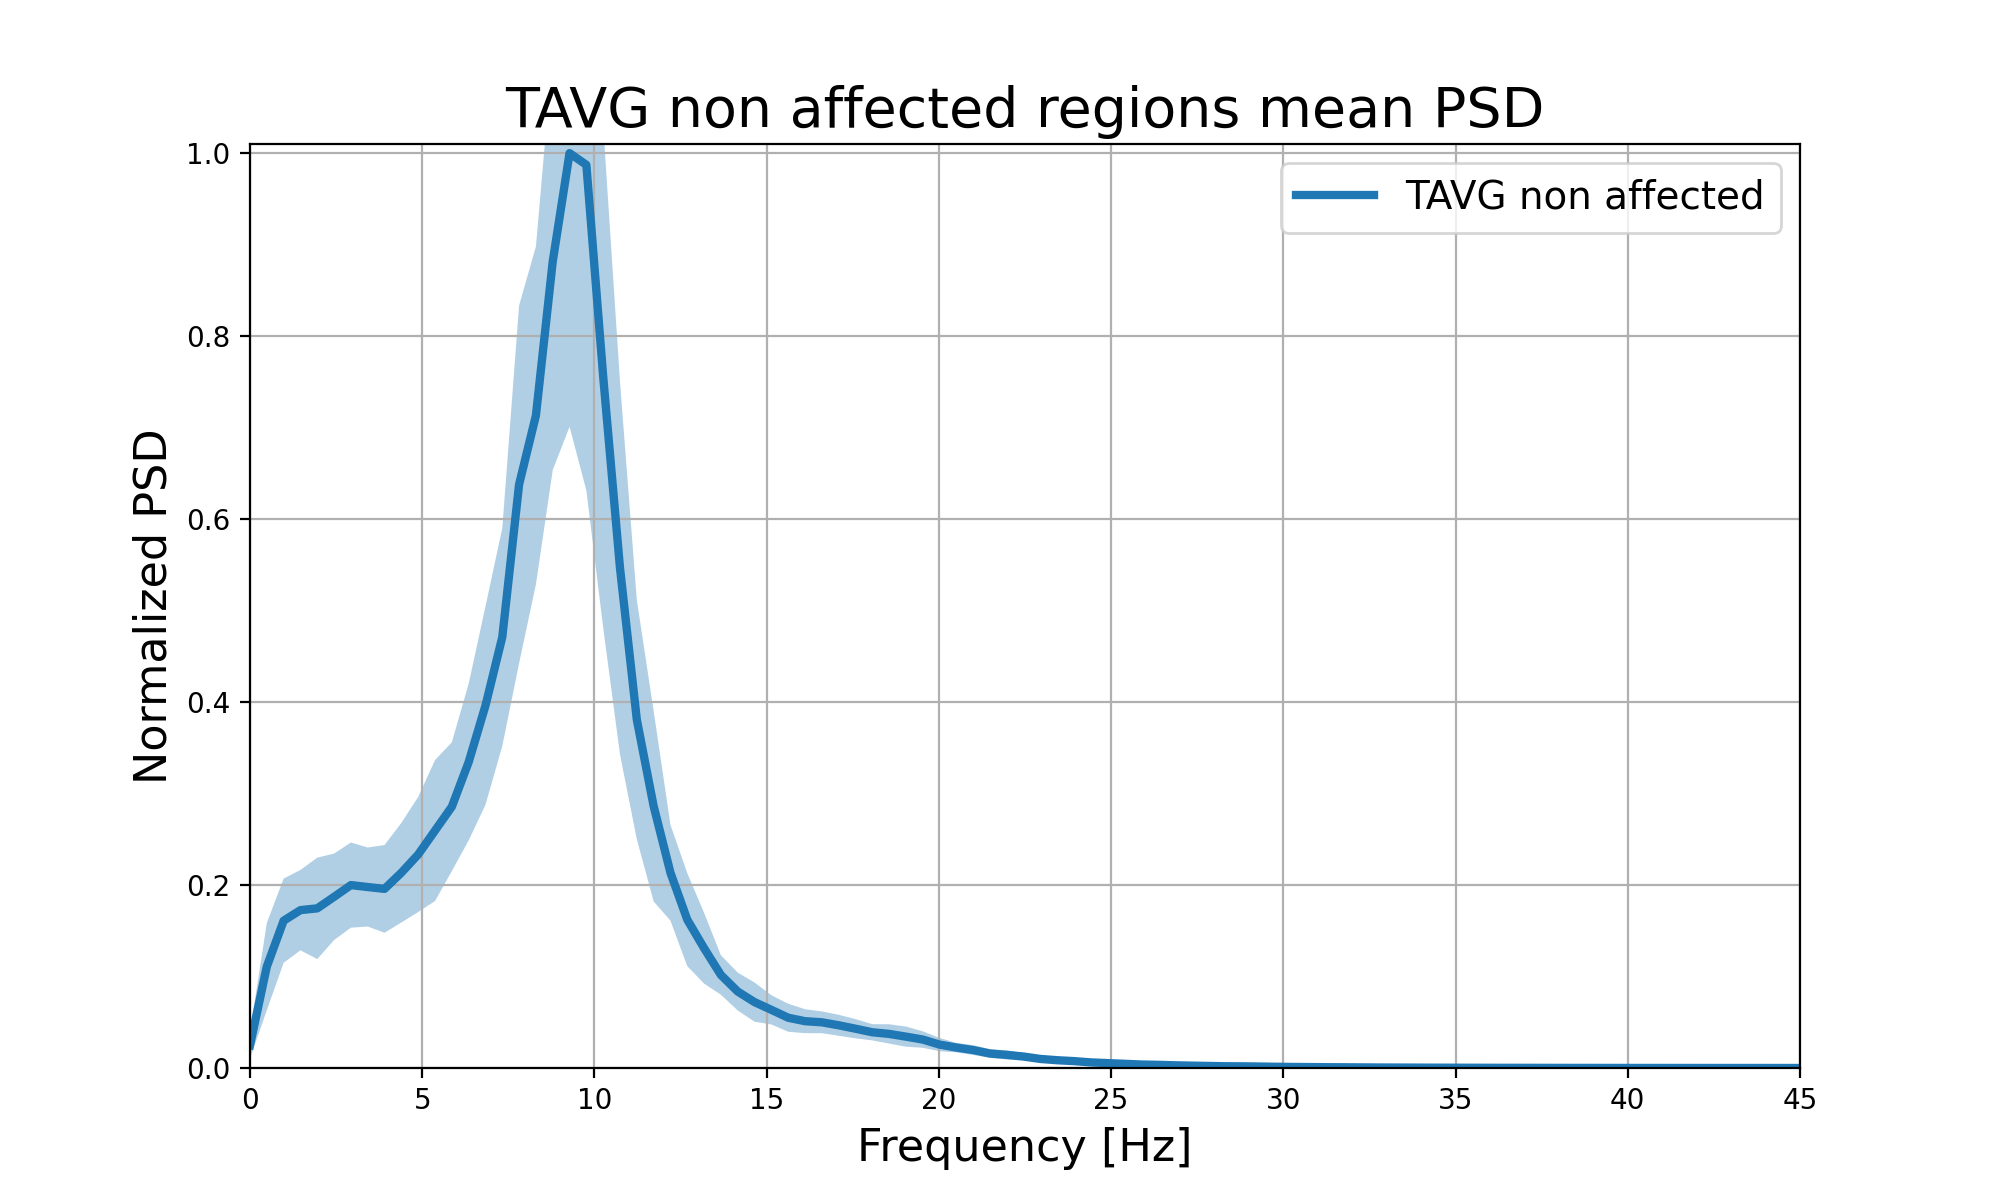 TAVG non affected regions mean PSD
TAVG non affected
Normalized PSD
1.0
0.8
0.6
0.4
0.2
0.0
0 5 10 15 20 25 30 35 40 45
Frequency [Hz]